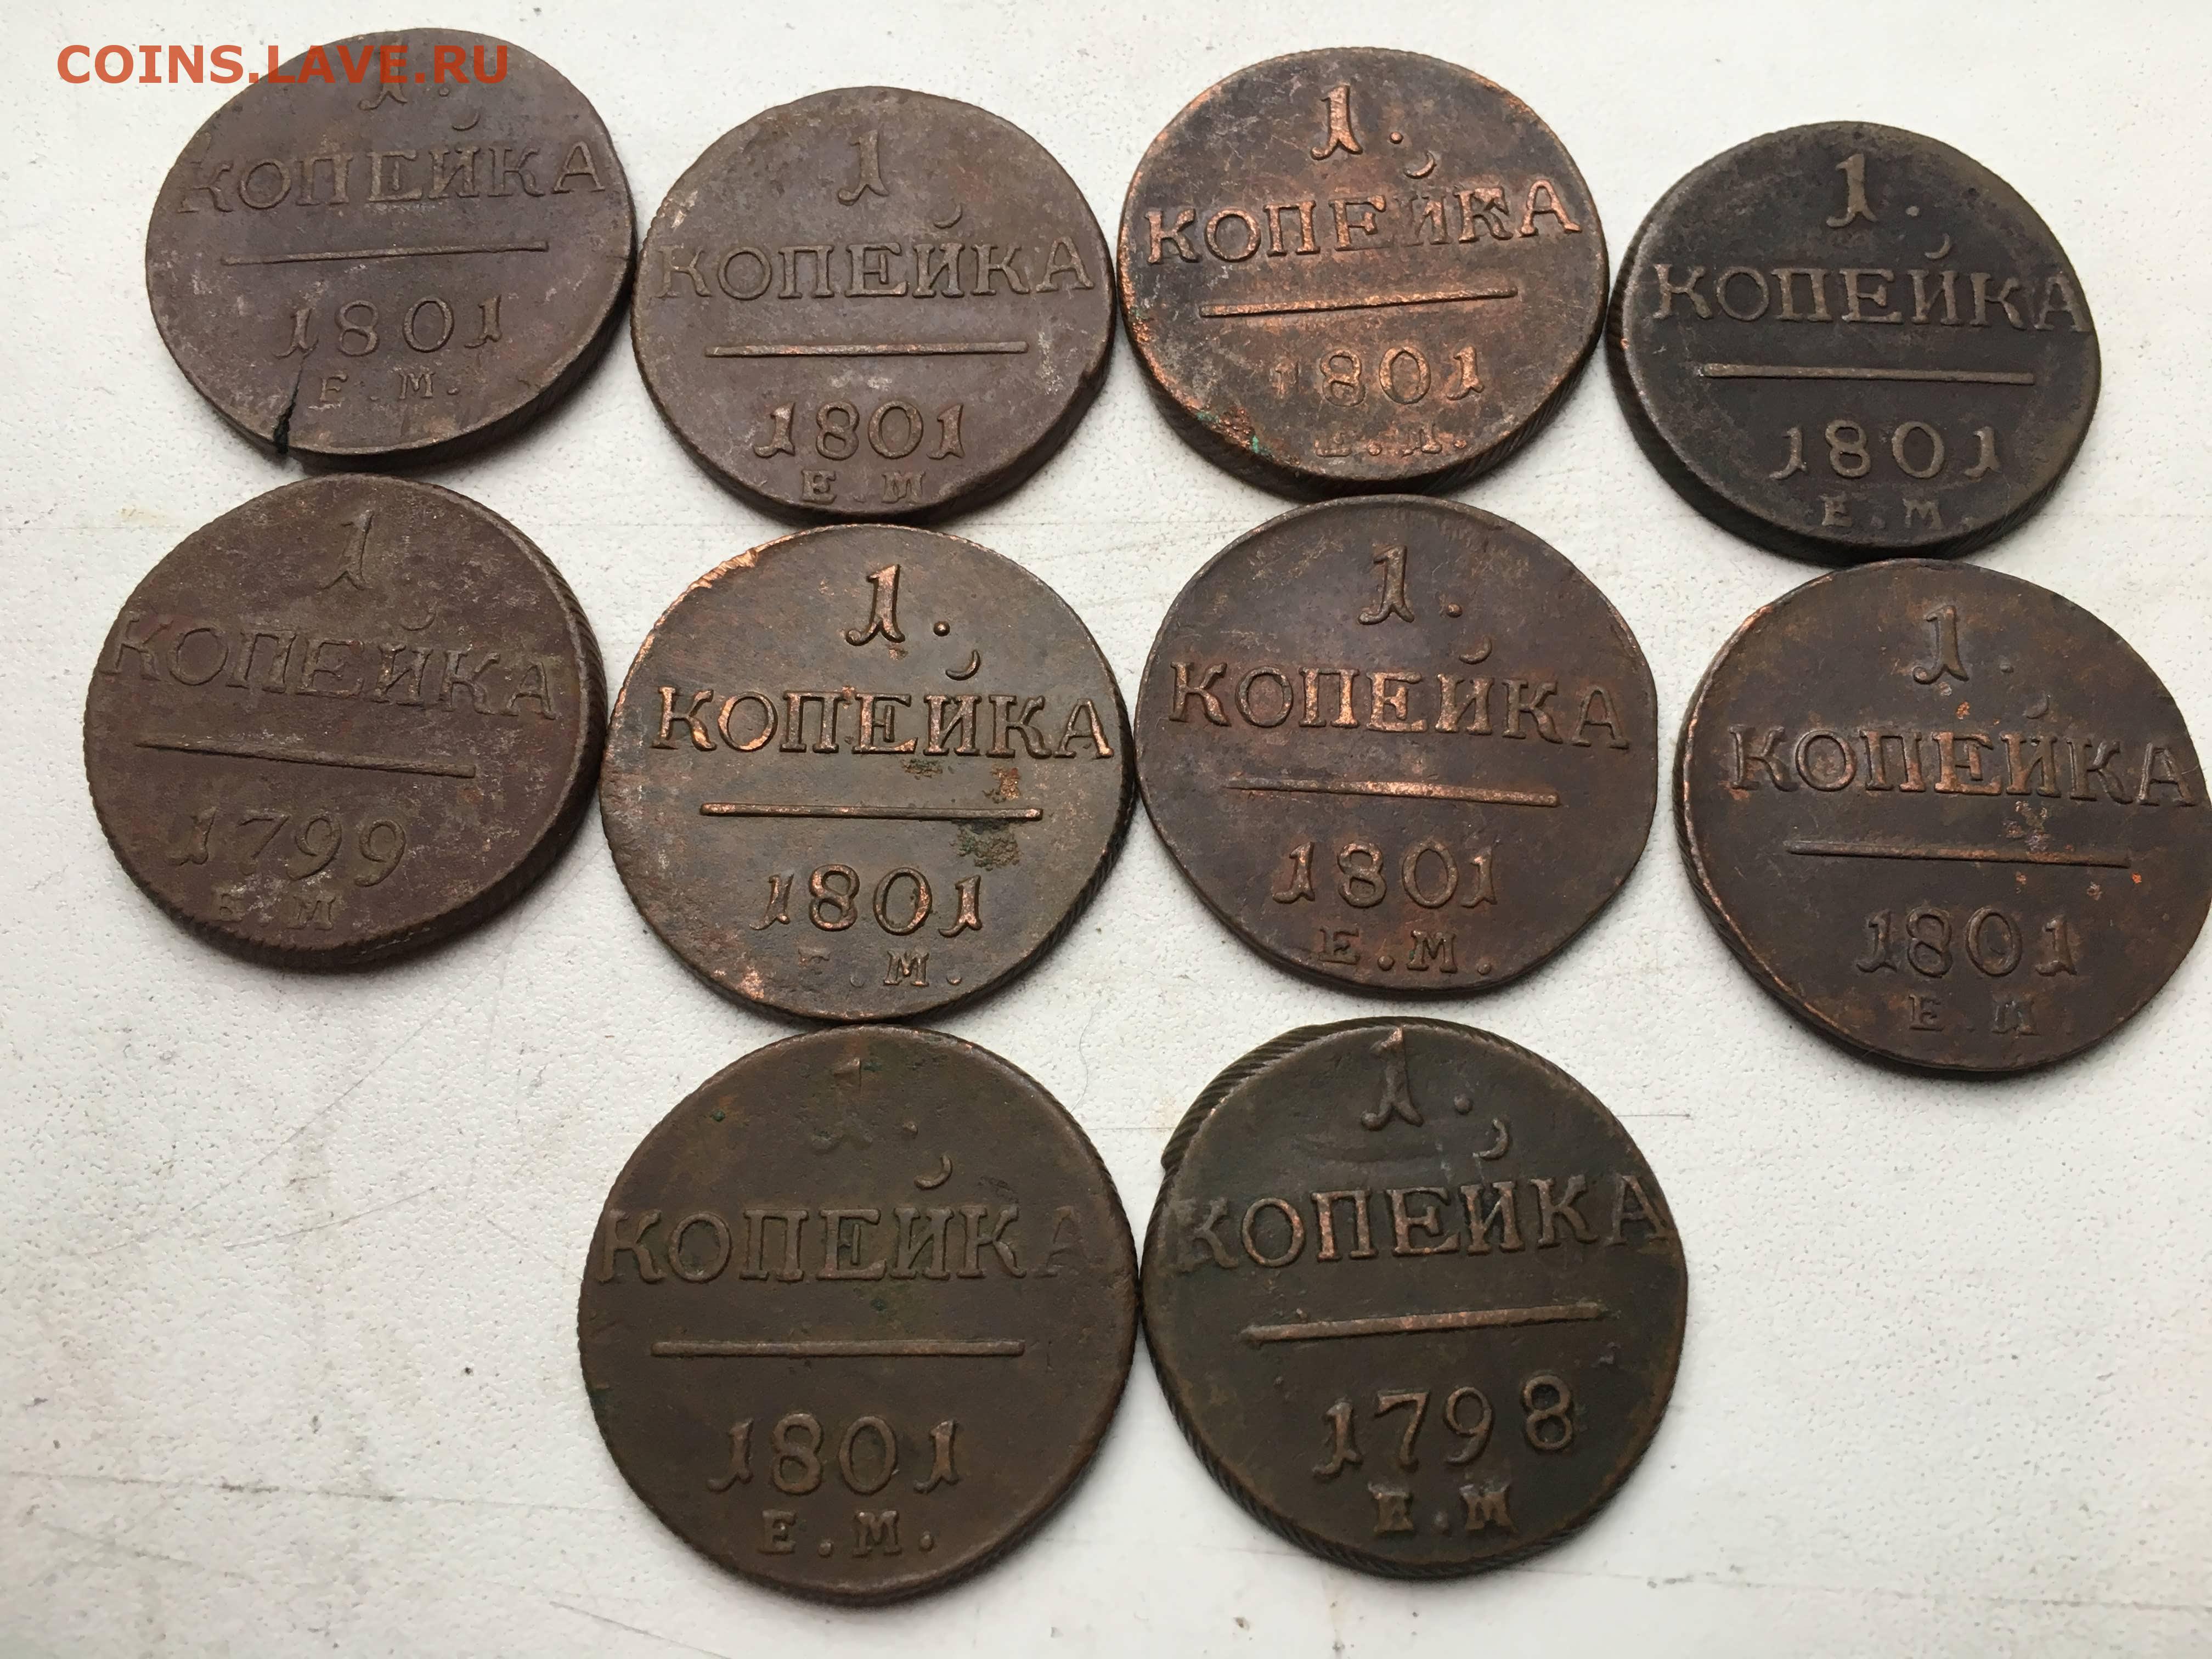 COINS.LAVE.RU
1.
КОПЕЙКА
1801
Е.М.
1
КОПЕЙКА
1801
Е М
1.
КОПЕЙКА
1801
Е.М.
1.
КОПЕЙКА
1801
Е.М.
1
КОПЕЙКА
1799
Е М
1.
КОПЕЙКА
1801
Е.М.
1.
КОПЕЙКА
1801
Е.М.
1.
КОПЕЙКА
1801
Е М
1.
КОПЕЙКА
1801
Е.М.
1.
КОПЕЙКА
1798
Е.М